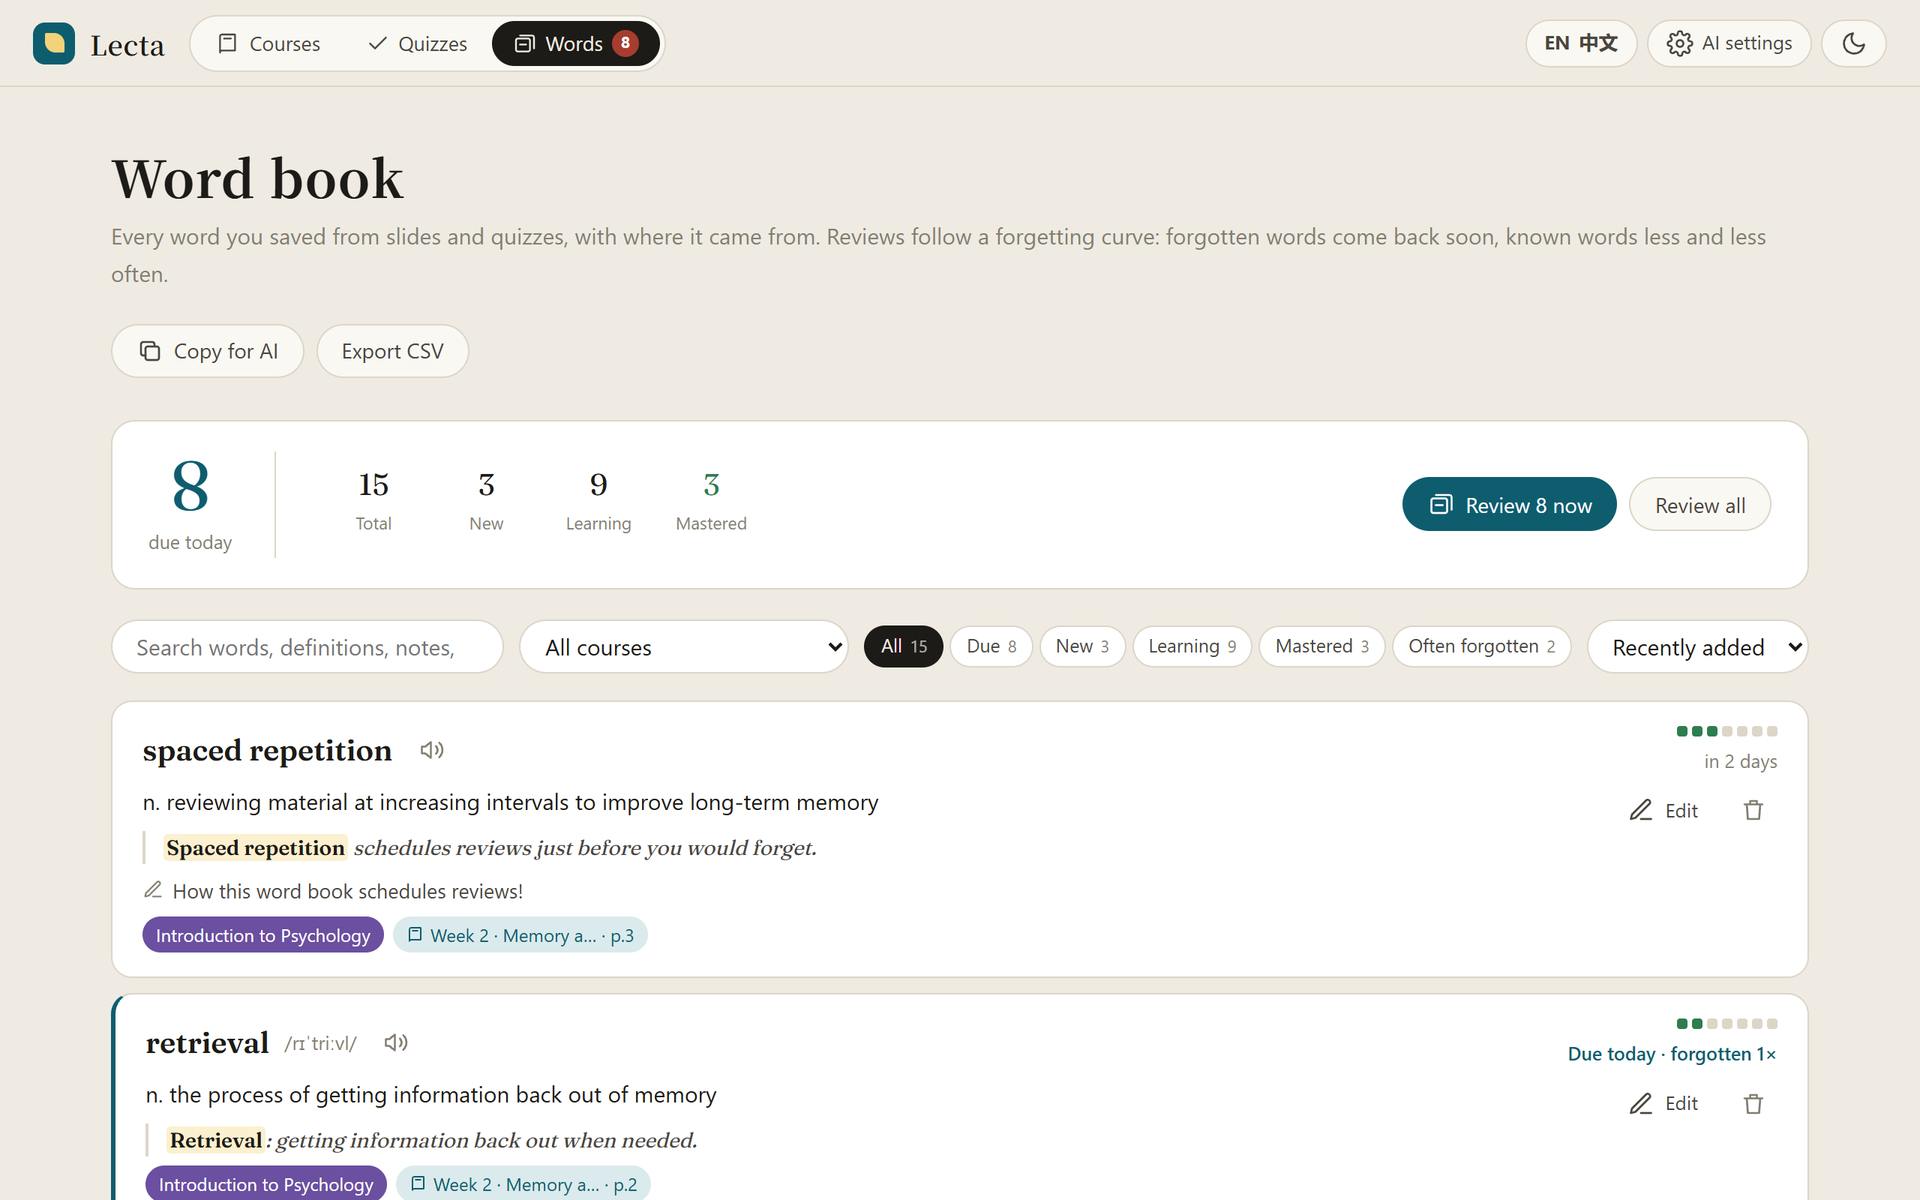 Lecta
Courses
Quizzes
Words 8
EN 中文
AI settings
Word book
Every word you saved from slides and quizzes, with where it came from. Reviews follow a forgetting curve: forgotten words come back soon, known words less and less
often.
Copy for AI
Export CSV
8
due today
15
Total
3
New
9
Learning
3
Mastered
Review 8 now
Review all
Search words, definitions, notes,
All courses
All 15
Due 8
New 3
Learning 9
Mastered 3
Often forgotten 2
Recently added
spaced repetition
in 2 days
n. reviewing material at increasing intervals to improve long-term memory
Edit
Spaced repetition schedules reviews just before you would forget.
How this word book schedules reviews!
Introduction to Psychology
Week 2 · Memory a... · p.3
retrieval /rɪˈtriːvl/
Due today · forgotten 1×
n. the process of getting information back out of memory
Edit
Retrieval: getting information back out when needed.
Introduction to Psychology
Week 2 · Memory a... · p.2